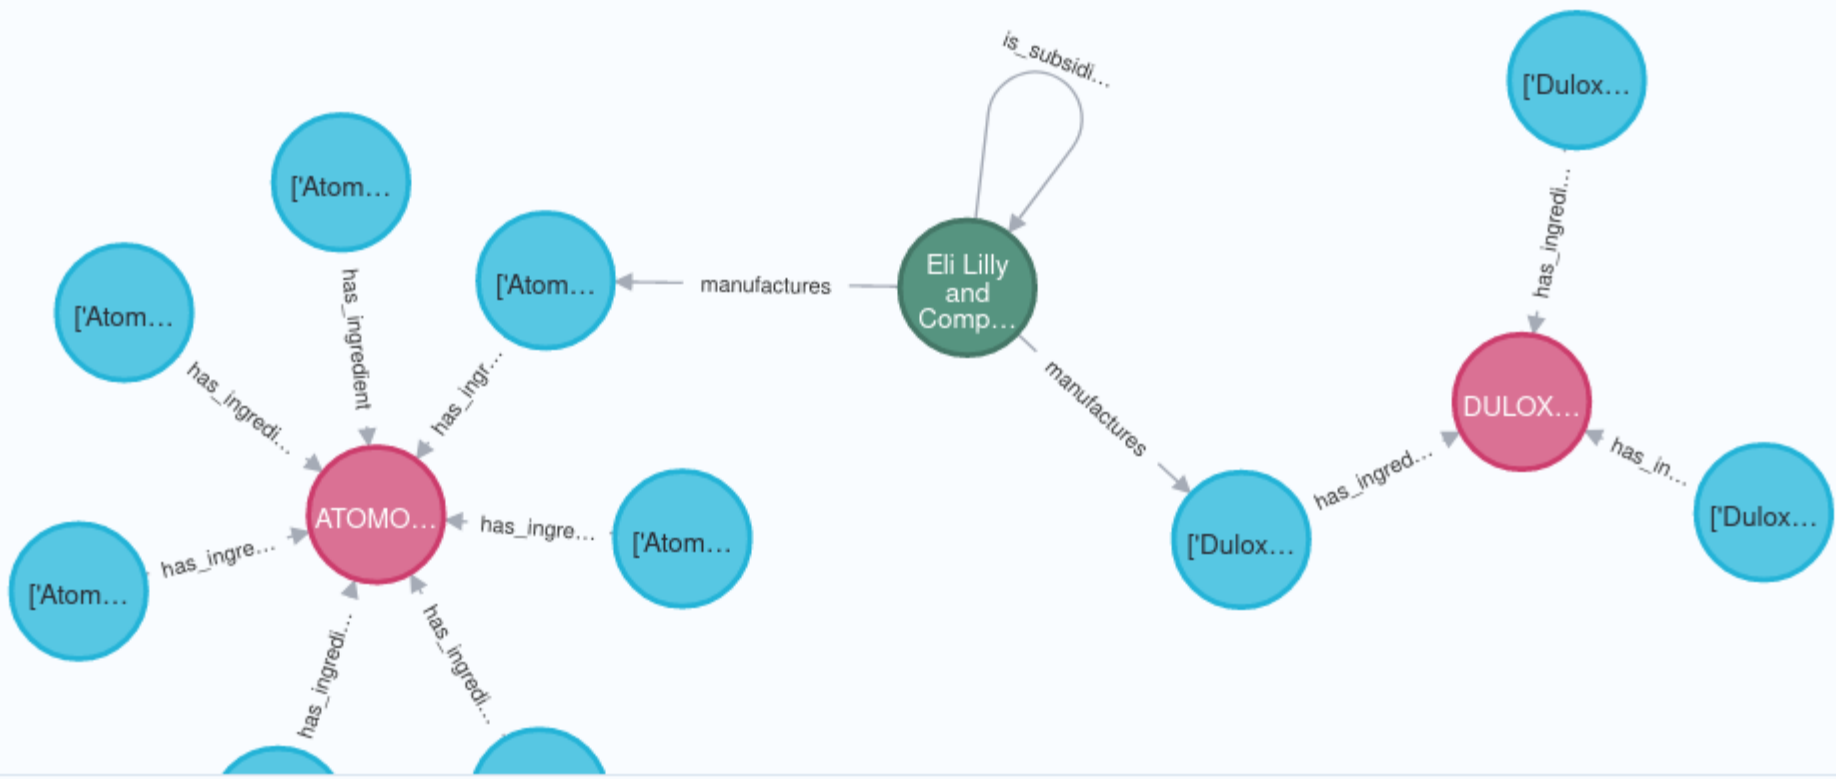 is_subsidi...
['Dulox...
['Atom...
has_ingredi...
['Atom...
Eli Lilly
and
Comp...
['Atom...
manufactures
has_ingredient
has_ingr...
manufactures
has_ingredi...
DULOX...
has_ingred...
has_in...
ATOMO...
has_ingre...
['Atom...
['Dulox...
['Dulox...
has_ingre...
['Atom...
has_ingredi...
has_ingredi...